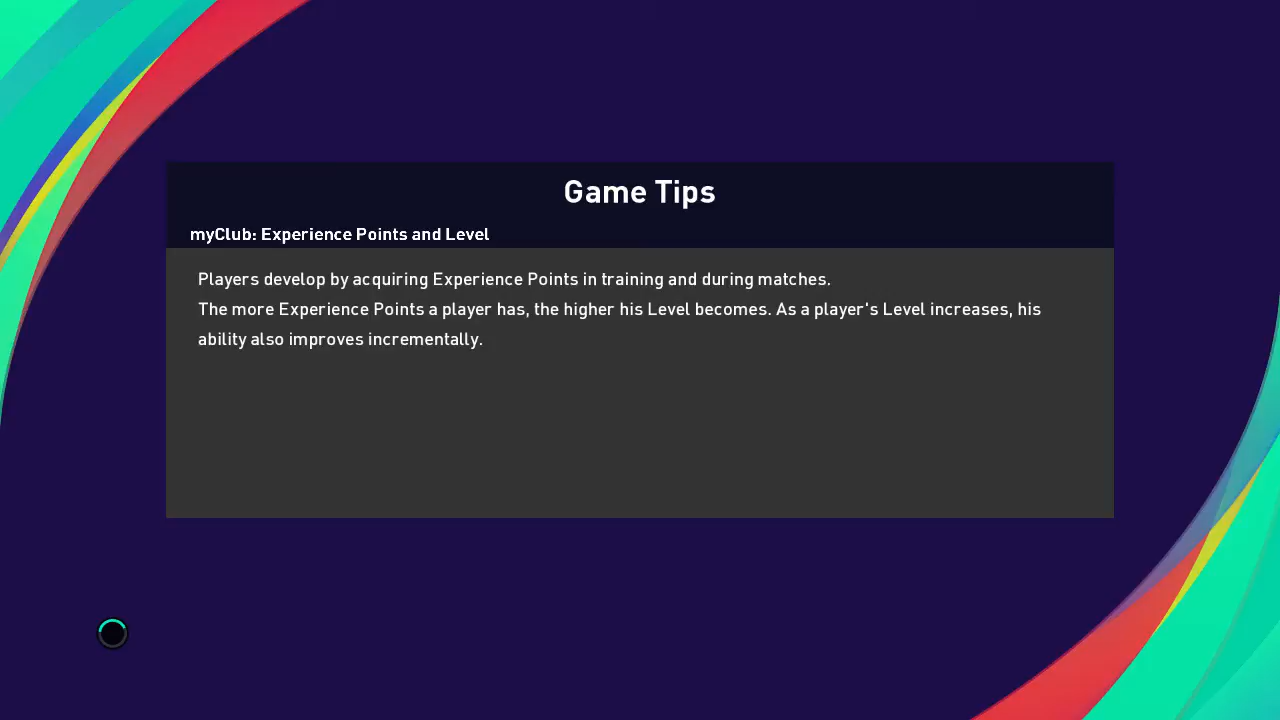 Game Tips
myClub: Experience Points and Level
Players develop by acquiring Experience Points in training and during matches.
The more Experience Points a player has, the higher his Level becomes. As a player's Level increases, his
ability also improves incrementally.